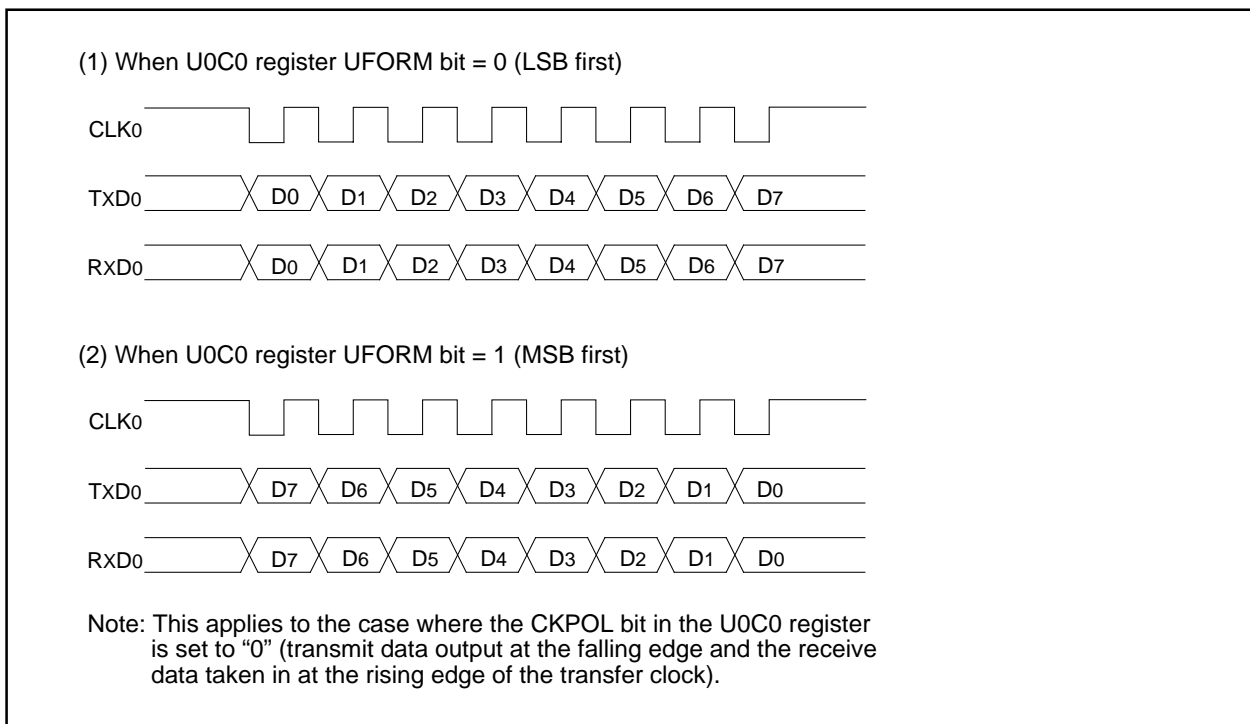 (1) When U0C0 register UFORM bit = 0 (LSB first)
CLK0
TXD0 D0 D1 D2 D3 D4 D5 D6 D7
RXD0 D0 D1 D2 D3 D4 D5 D6 D7
(2) When U0C0 register UFORM bit = 1 (MSB first)
CLK0
TXD0 D7 D6 D5 D4 D3 D2 D1 D0
RXD0 D7 D6 D5 D4 D3 D2 D1 D0
Note: This applies to the case where the CKPOL bit in the U0C0 register
is set to “0” (transmit data output at the falling edge and the receive
data taken in at the rising edge of the transfer clock).